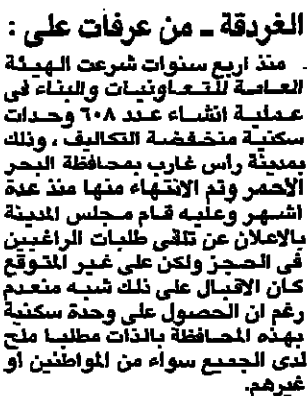 الغردقة ـ من عرفات على :
منذ اربع سنوات شرعت الهيئة
العامة للتعاونيات والبناء فى
عملية انشاء عدد ٦٠٨ وحدات
سكنية منخفضة التكاليف ، وذلك
بمدينة رأس غارب بمحافظة البحر
الأحمر وتم الانتهاء منها منذ عدة
اشهر وعليه قام مجلس المدينة
بالإعلان عن تلقى طلبات الراغبين
فى الحجز ولكن على غير المتوقع
كان الاقبال على ذلك شبه منعدم
رغم ان الحصول على وحدة سكنية
بهذه المحافظة بالذات مطلبا ملح
لدى الجميع سواء من المواطنين او
غيرهم.